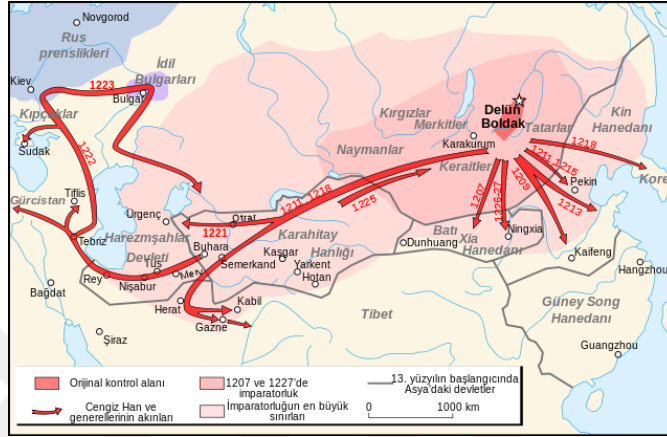 Novgorod
Rus
prenslikleri
Kiev
1223
İdil
Bulgarları
Bulgar
Kıpçaklar
Sudak
1222
Gürcistan
Tiflis
Tebriz
Ürgenç
Harezmşahlar
Devleti
Rey
Tus
Nişabur
Merv
Bağdat
Şiraz
Herat
Otrar
1221
Buhara
Semerkand
Kabil
Gazne
1211, 1218
1225
Karahitay
Hanlığı
Kaşgar
Yarkent
Hotan
Kırgızlar
Merkitler
Naymanlar
Karakurum
Keraitler
Delün
Boldak
Tatarlar
Kin
Hanedanı
1218
1211, 1215
1209
1207
1226-27
1213
Pekin
Kore
Batı Xia
Hanedanı
Dunhuang
Ningxia
Kaifeng
Hangzhou
Güney Song
Hanedanı
Guangzhou
Tibet
Orijinal kontrol alanı
Cengiz Han ve
generellerinin akınları
1207 ve 1227'de
imparatorluk
İmparatorluğun en büyük
sınırları
13. yüzyılın başlangıcında
Asya'daki devletler
0 1000 km